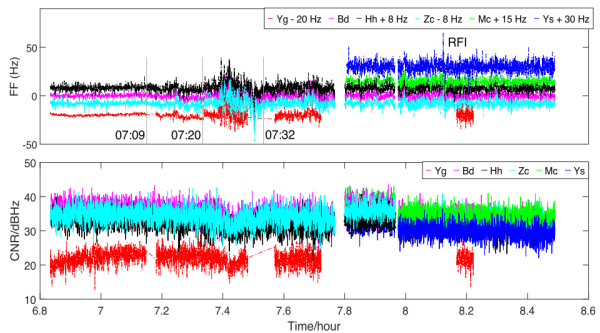 Yg - 20 Hz Bd Hh + 8 Hz Zc - 8 Hz Mc + 15 Hz Ys + 30 Hz
50
RFI
FF (Hz)
0
07:09 07:20 07:32
-50
50
Yg Bd Hh Zc Mc Ys
40
CNR/dBHz
30
20
10
6.8 7 7.2 7.4 7.6 7.8 8 8.2 8.4 8.6
Time/hour